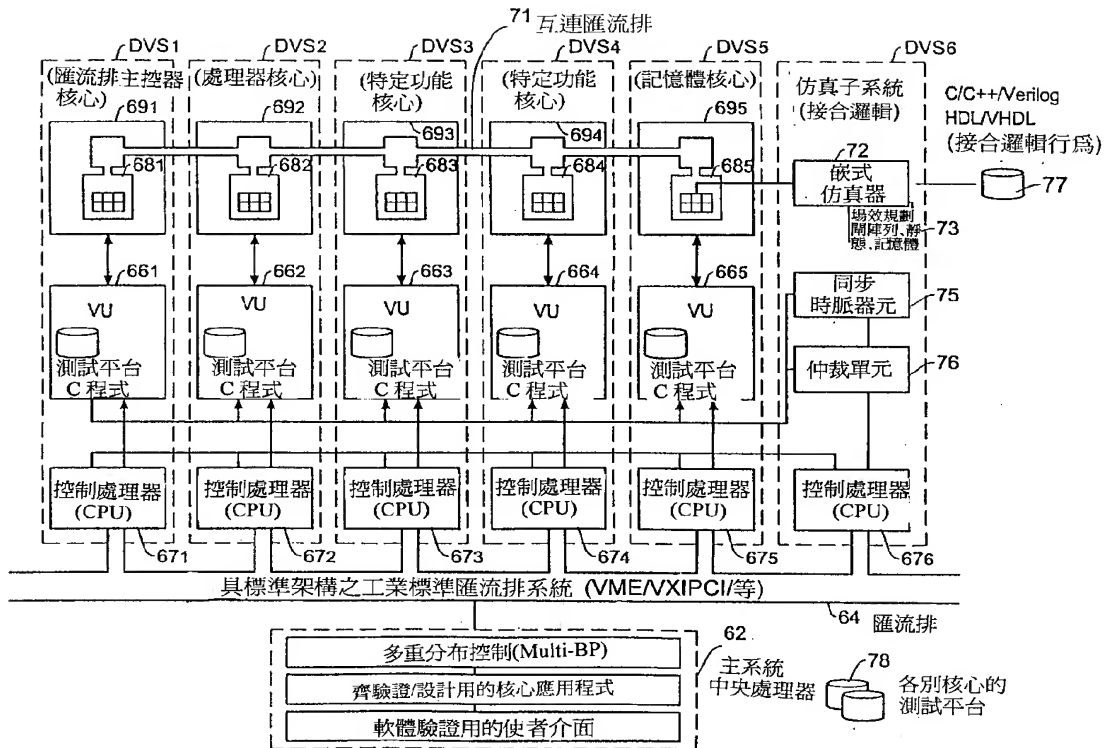 71 互連匯流排
DVS1
DVS2
DVS3
DVS4
DVS5
DVS6
(匯流排主控器
核心)
(處理器核心)
(特定功能
核心)
(特定功能
核心)
(記憶體核心)
仿真子系統
(接合邏輯)
C/C++/Verilog
HDL/VHDL
(接合邏輯行為)
691
692
693
694
695
681
682
683
684
685
72
嵌式
仿真器
77
場效規劃
閘陣列、靜
態、記憶體
73
661
662
663
664
665
VU
VU
VU
VU
VU
測試平台
C 程式
測試平台
C 程式
測試平台
C 程式
測試平台
C 程式
測試平台
C 程式
同步
時脈器元
75
仲裁單元
76
控制處理器
(CPU)
控制處理器
(CPU)
控制處理器
(CPU)
控制處理器
(CPU)
控制處理器
(CPU)
控制處理器
(CPU)
671
672
673
674
675
676
具標準架構之工業標準匯流排系統 (VME/VXIPCI/等)
64
匯流排
62
多重分布控制(Multi-BP)
齊驗證/設計用的核心應用程式
軟體驗證用的使者介面
主系統
中央處理器
78
各別核心的
測試平台